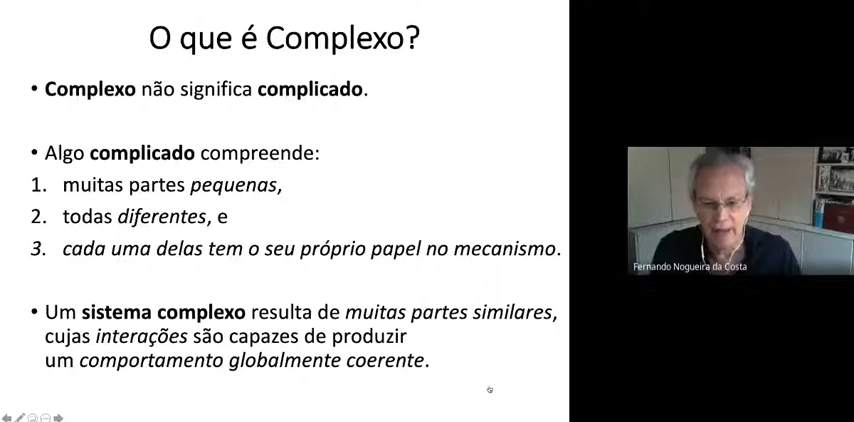 O que é Complexo?
• Complexo não significa complicado.
• Algo complicado compreende:
1. muitas partes pequenas,
2. todas diferentes, e
3. cada uma delas tem o seu próprio papel no mecanismo.
• Um sistema complexo resulta de muitas partes similares,
cujas interações são capazes de produzir
um comportamento globalmente coerente.
Fernando Nogueira da Costa